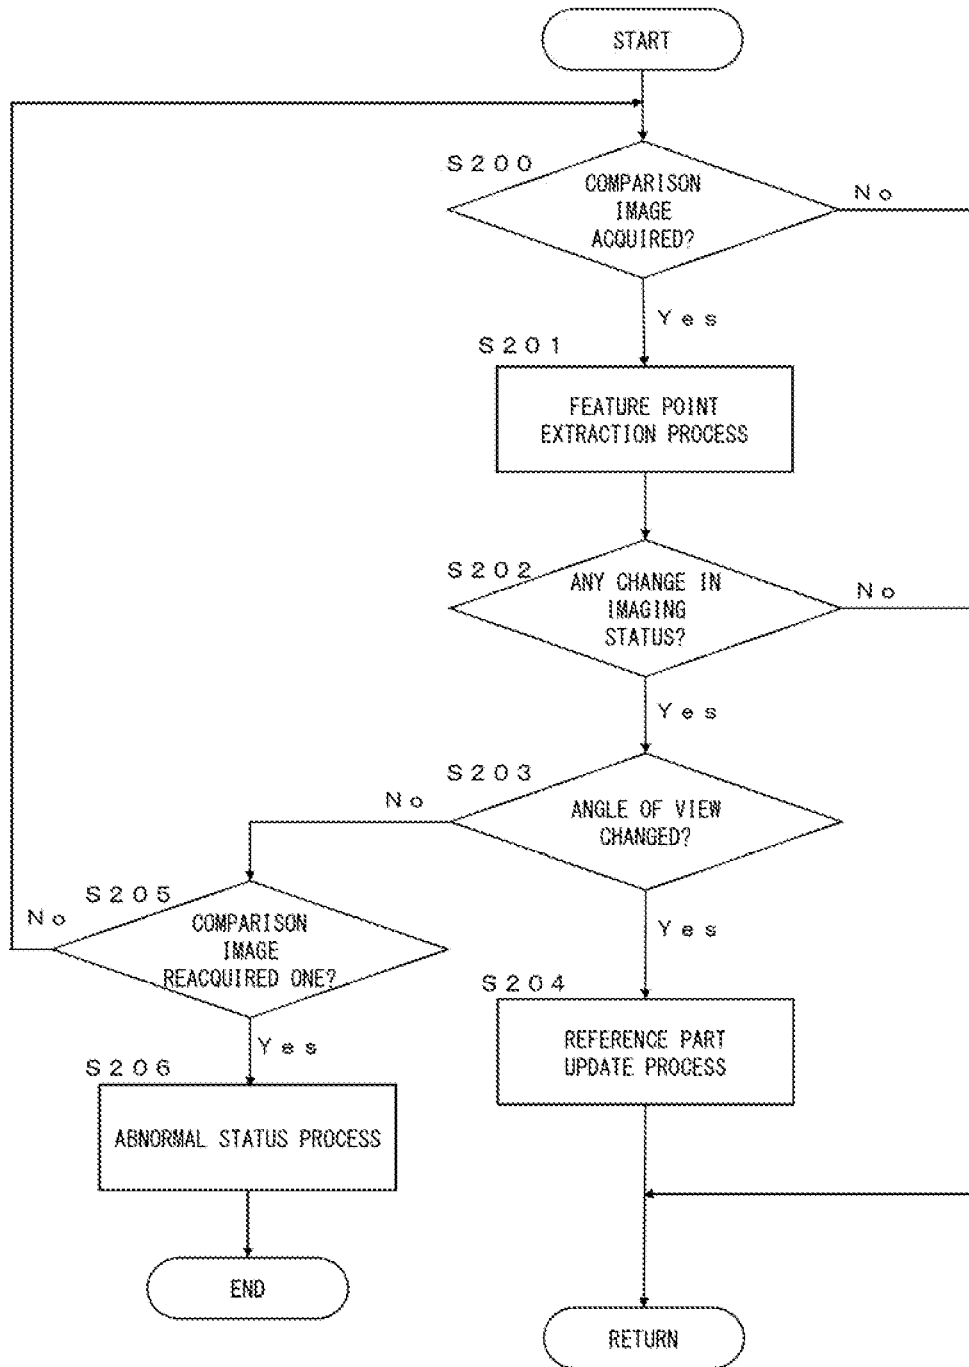 START
S200
COMPARISON
IMAGE
ACQUIRED?
No
Yes
S201
FEATURE POINT
EXTRACTION PROCESS
S202
ANY CHANGE IN
IMAGING
STATUS?
No
Yes
S203
No
ANGLE OF VIEW
CHANGED?
S205
No
COMPARISON
IMAGE
REACQUIRED ONE?
Yes
S204
REFERENCE PART
UPDATE PROCESS
Yes
S206
ABNORMAL STATUS PROCESS
END
RETURN